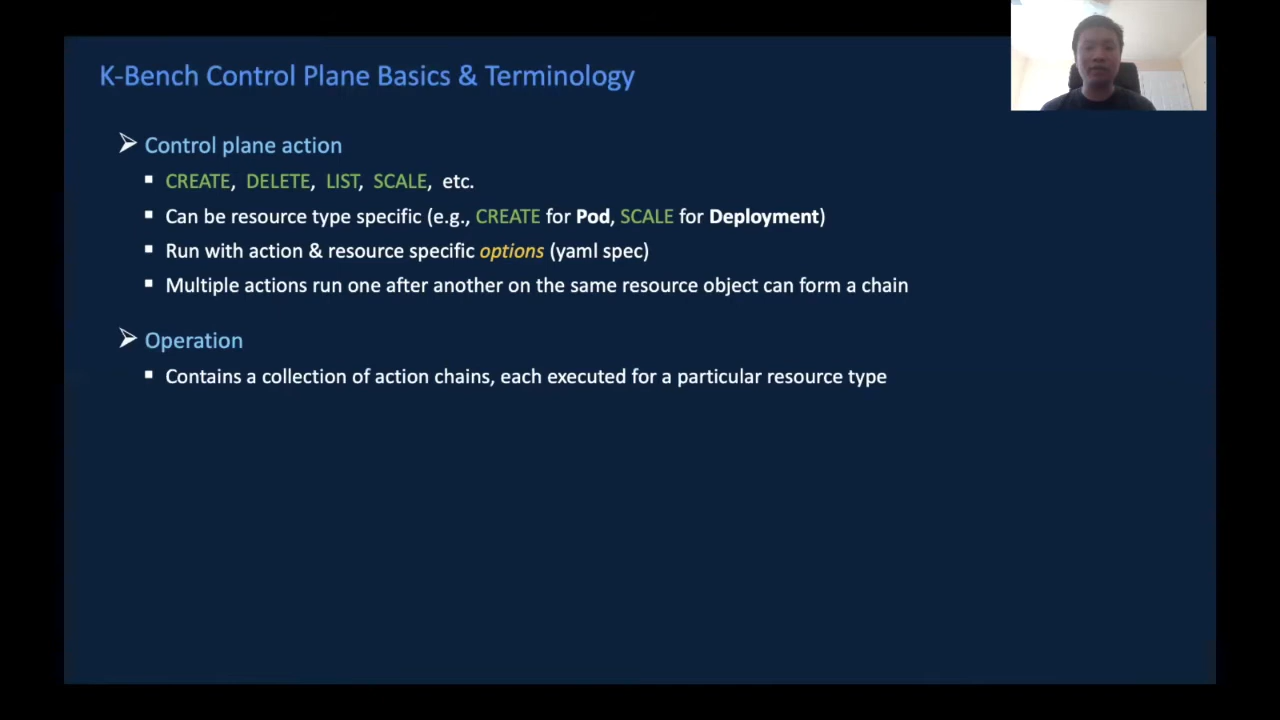 K-Bench Control Plane Basics & Terminology
Control plane action
CREATE, DELETE, LIST, SCALE, etc.
Can be resource type specific (e.g., CREATE for Pod, SCALE for Deployment)
Run with action & resource specific options (yaml spec)
Multiple actions run one after another on the same resource object can form a chain
Operation
Contains a collection of action chains, each executed for a particular resource type